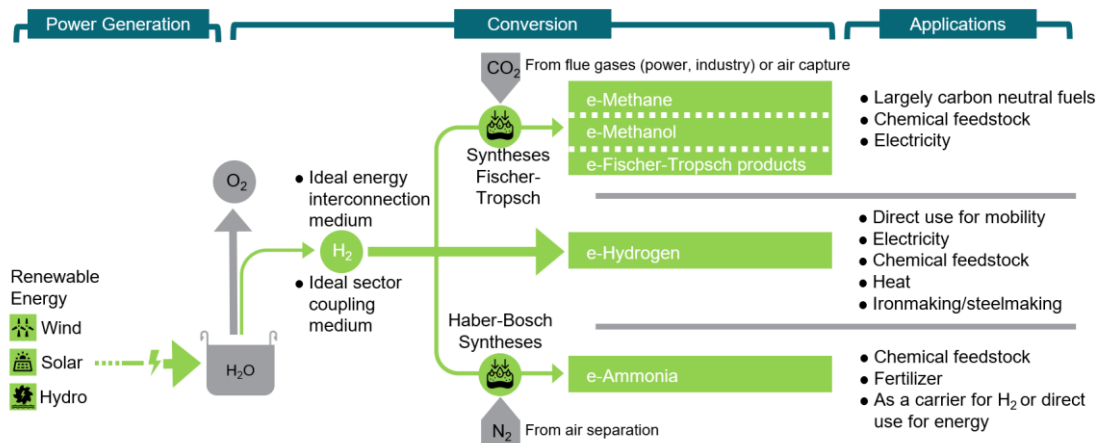 Power Generation
Conversion
Applications
CO₂
From flue gases (power, industry) or air capture
e-Methane
e-Methanol
e-Fischer-Tropsch products
Syntheses
Fischer-
Tropsch
● Largely carbon neutral fuels
● Chemical feedstock
● Electricity
O₂
● Ideal energy
interconnection
medium
H₂
● Ideal sector
coupling
medium
e-Hydrogen
● Direct use for mobility
● Electricity
● Chemical feedstock
● Heat
● Ironmaking/steelmaking
Renewable
Energy
Wind
Solar
Hydro
H₂O
Haber-Bosch
Syntheses
e-Ammonia
● Chemical feedstock
● Fertilizer
● As a carrier for H₂ or direct
use for energy
N₂
From air separation